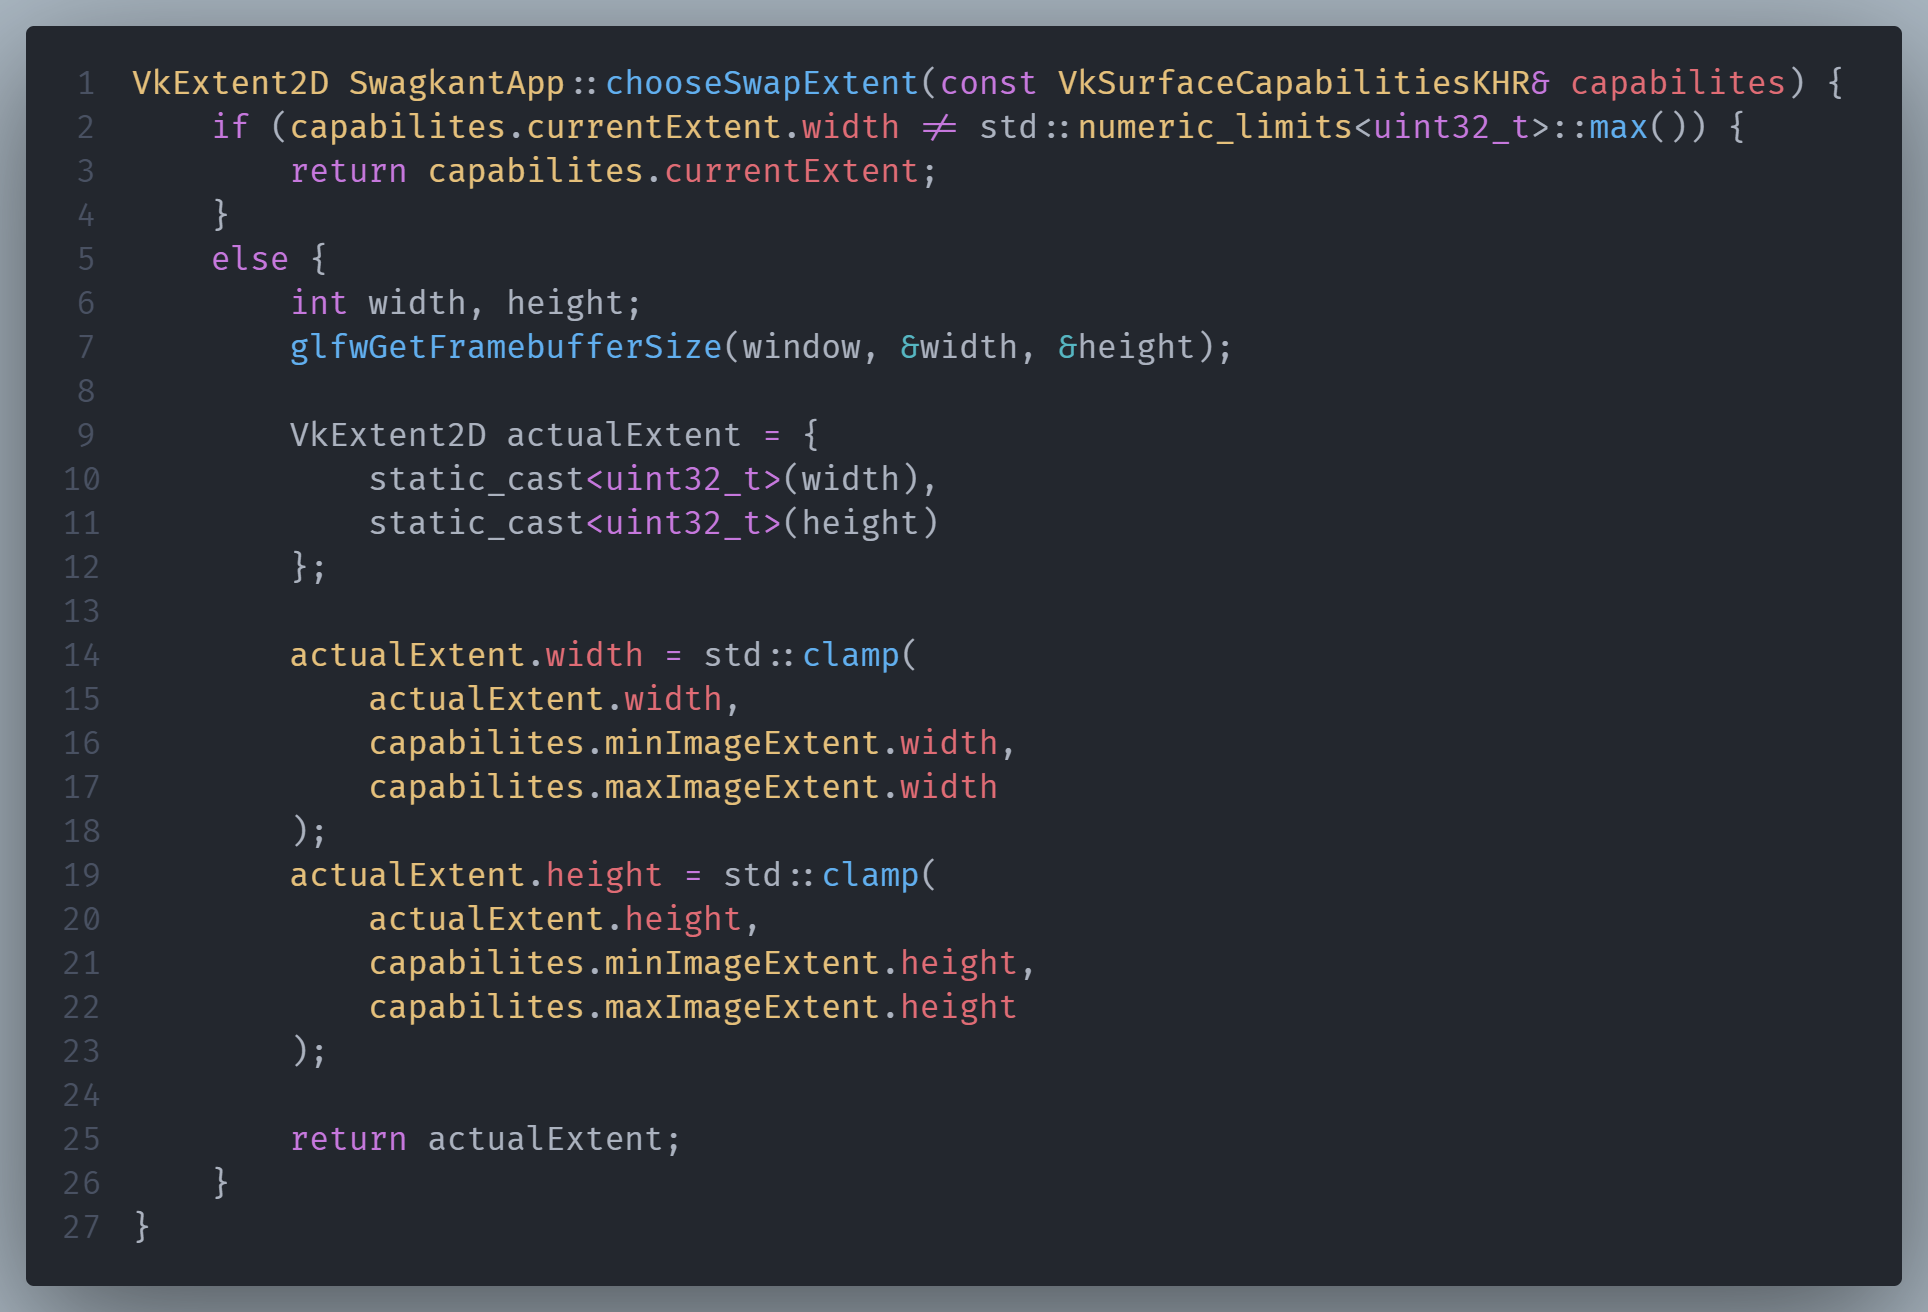 1 VkExtent2D SwagkantApp::chooseSwapExtent(const VkSurfaceCapabilitiesKHR& capabilites) {
2     if (capabilites.currentExtent.width != std::numeric_limits<uint32_t>::max()) {
3         return capabilites.currentExtent;
4     }
5     else {
6         int width, height;
7         glfwGetFramebufferSize(window, &width, &height);
8
9         VkExtent2D actualExtent = {
10             static_cast<uint32_t>(width),
11             static_cast<uint32_t>(height)
12         };
13
14         actualExtent.width = std::clamp(
15             actualExtent.width,
16             capabilites.minImageExtent.width,
17             capabilites.maxImageExtent.width
18         );
19         actualExtent.height = std::clamp(
20             actualExtent.height,
21             capabilites.minImageExtent.height,
22             capabilites.maxImageExtent.height
23         );
24
25         return actualExtent;
26     }
27 }